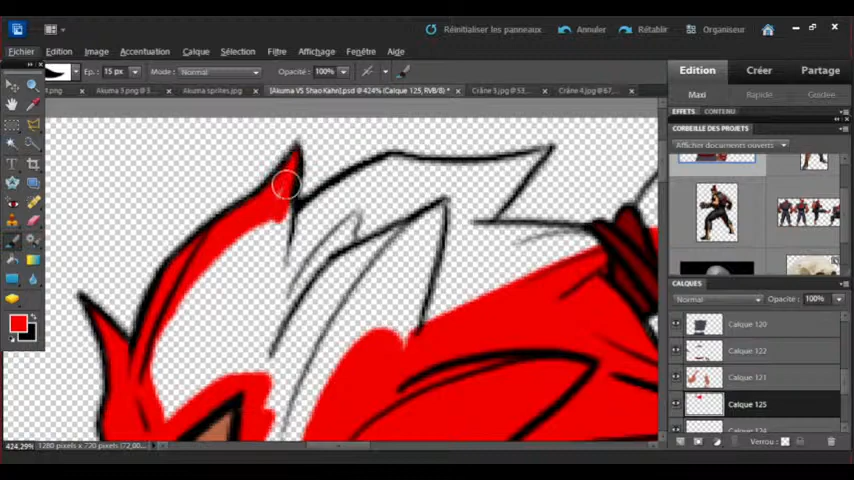 Réinitialiser les panneaux Annuler Rétablir Organiseur
Fichier Edition Image Accentuation Calque Sélection Filtre Affichage Fenêtre Aide
Ep.: 15 px Mode: Normal Opacité: 100%
Edition Créer Partage
Akuma sprites.jpg [Akuma VS Shao Kahn].psd @ 424% (Calque 125, RVB/8) * Crâne 3.jpg Crâne 4.jpg
Maxi Rapide Guidée
EFFETS CONTENU
CORBEILLE DES PROJETS
Afficher documents ouverts
CALQUES
Normal Opacité: 100%
Calque 120
Calque 122
Calque 121
Calque 125
Calque 124
Verrou:
424.29% 1280 pixels x 720 pixels